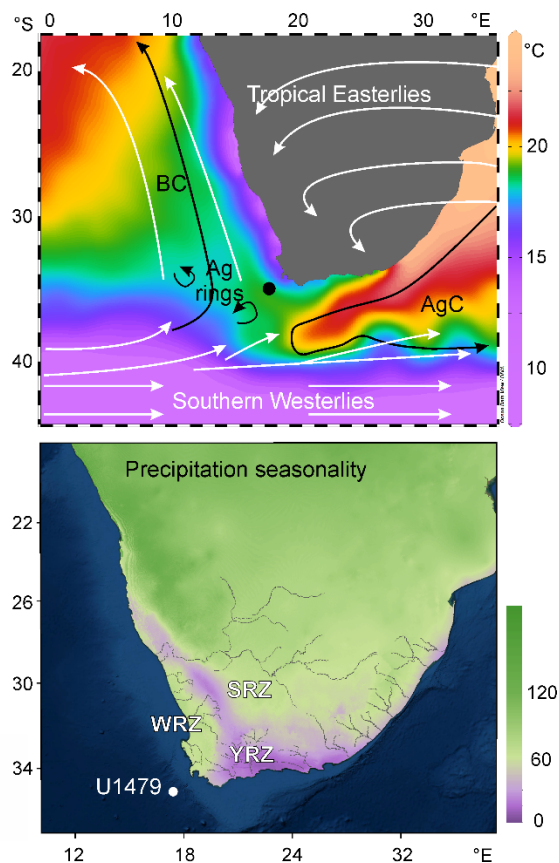 °S 0 10 20 30 °E
°C
20
Tropical Easterlies
20
BC
30
15
Ag
rings
AgC
40
10
Southern Westerlies
Precipitation seasonality
22
26
120
30
SRZ
WRZ
60
YRZ
34
U1479
0
12 18 24 32 °E